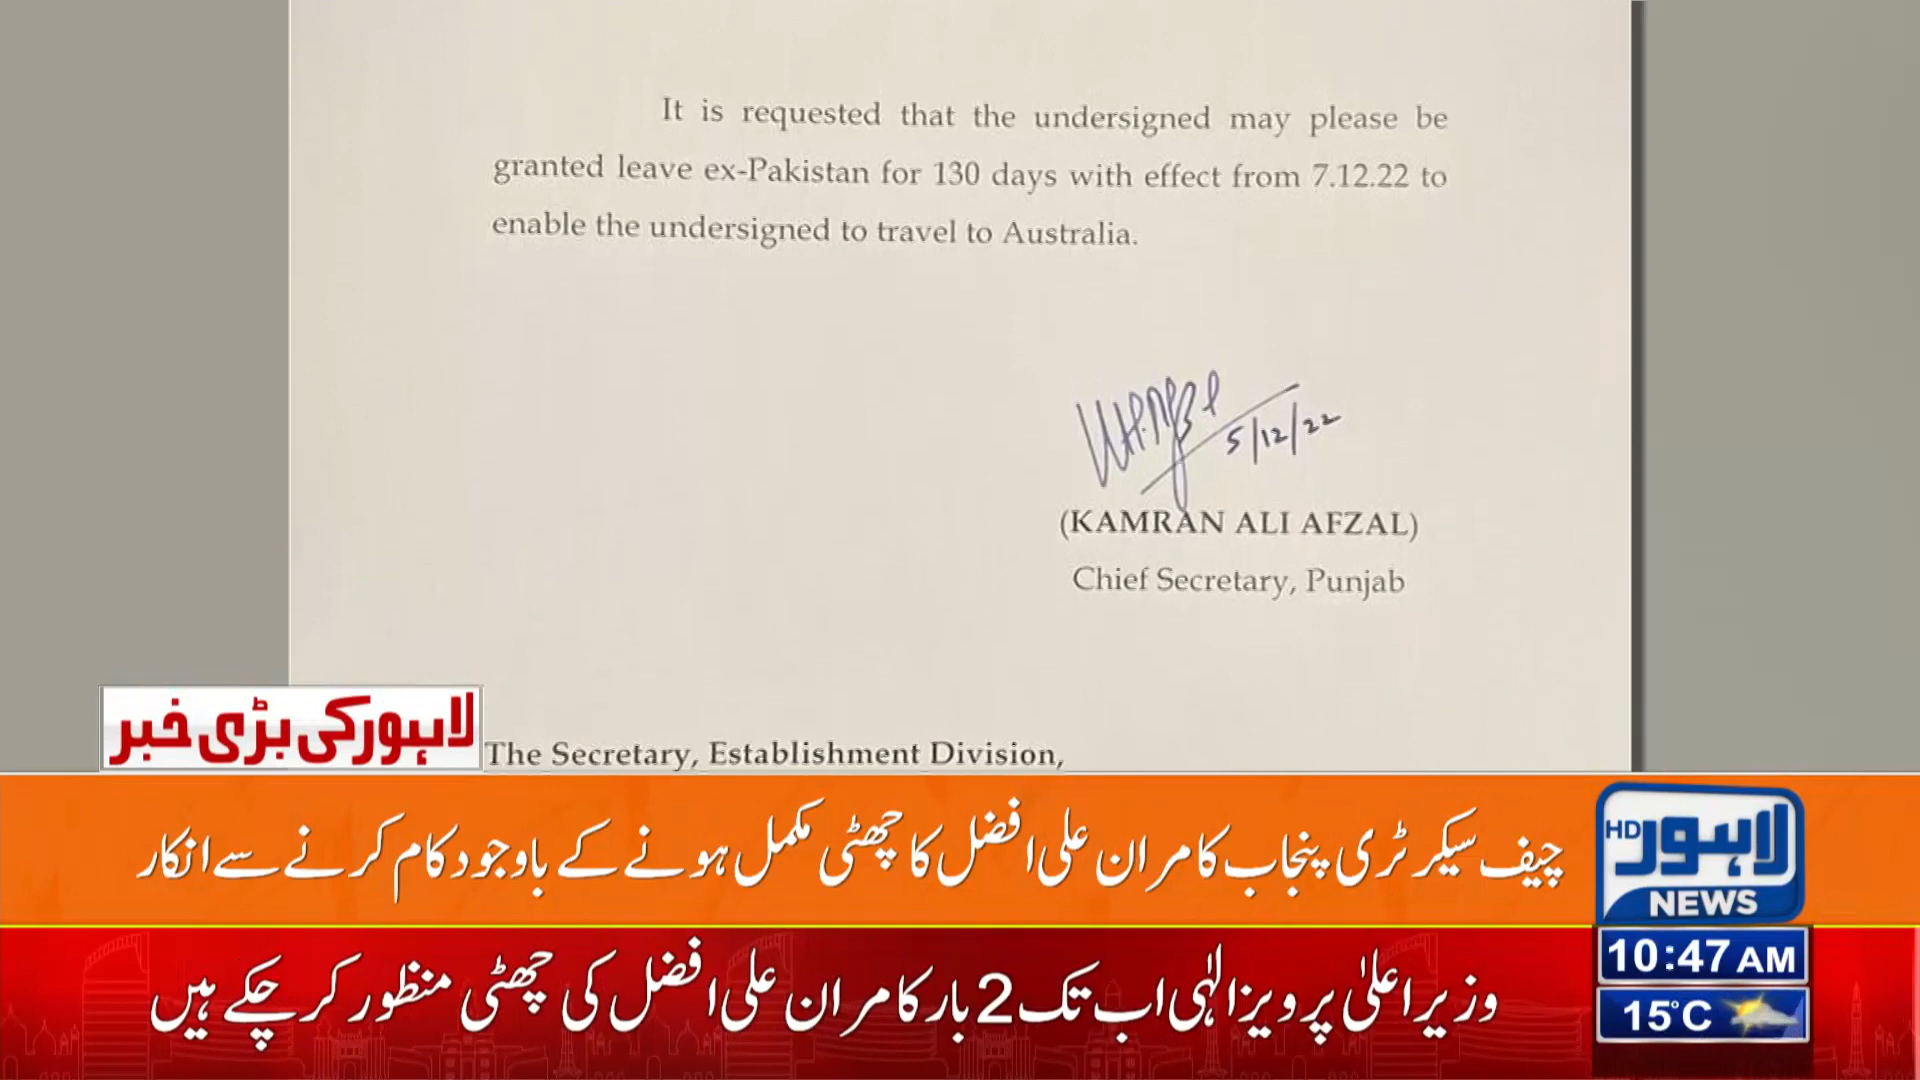 It is requested that the undersigned may please be
granted leave ex-Pakistan for 130 days with effect from 7.12.22 to
enable the undersigned to travel to Australia.
5/12/22
(KAMRAN ALI AFZAL)
Chief Secretary, Punjab
لاہور کی بڑی خبر
The Secretary, Establishment Division,
چیف سیکرٹری پنجاب کامران علی افضل کا چھٹی مکمل ہونے کے باوجود کام کرنے سے انکار
لاہور HD
NEWS
وزیراعلیٰ پرویز الٰہی اب تک 2 بار کامران علی افضل کی چھٹی منظور کر چکے ہیں
10:47 AM
15°C